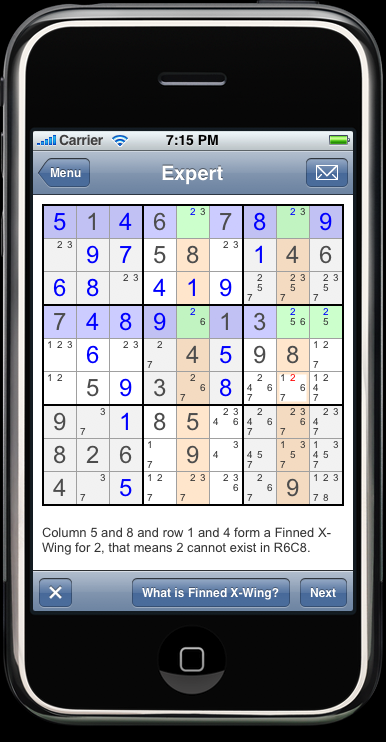 Carrier 7:15 PM
Menu Expert
5 1 4 6 2 3 7 8 2 3 9
2 3 9 7 5 8 2 3 1 4 6
6 8 2 3 4 1 9 2 5 7 2 3 5 7 2 3 5 7
7 4 8 9 2 6 1 3 2 5 6 2 5
1 2 3 6 2 3 2 7 4 5 9 8 1 2 7
1 2 5 9 3 2 6 7 8 2 4 6 7 1 2 6 7 1 2 4 7
9 3 7 1 8 5 2 3 4 6 2 4 6 7 2 3 6 7 2 3 4 7
8 2 6 1 7 9 3 4 4 5 7 1 3 5 7 1 3 4 5 7
4 3 7 5 1 2 7 2 3 7 2 3 6 2 6 7 9 1 2 3 7 8
Column 5 and 8 and row 1 and 4 form a Finned X-
Wing for 2, that means 2 cannot exist in R6C8.
What is Finned X-Wing? Next